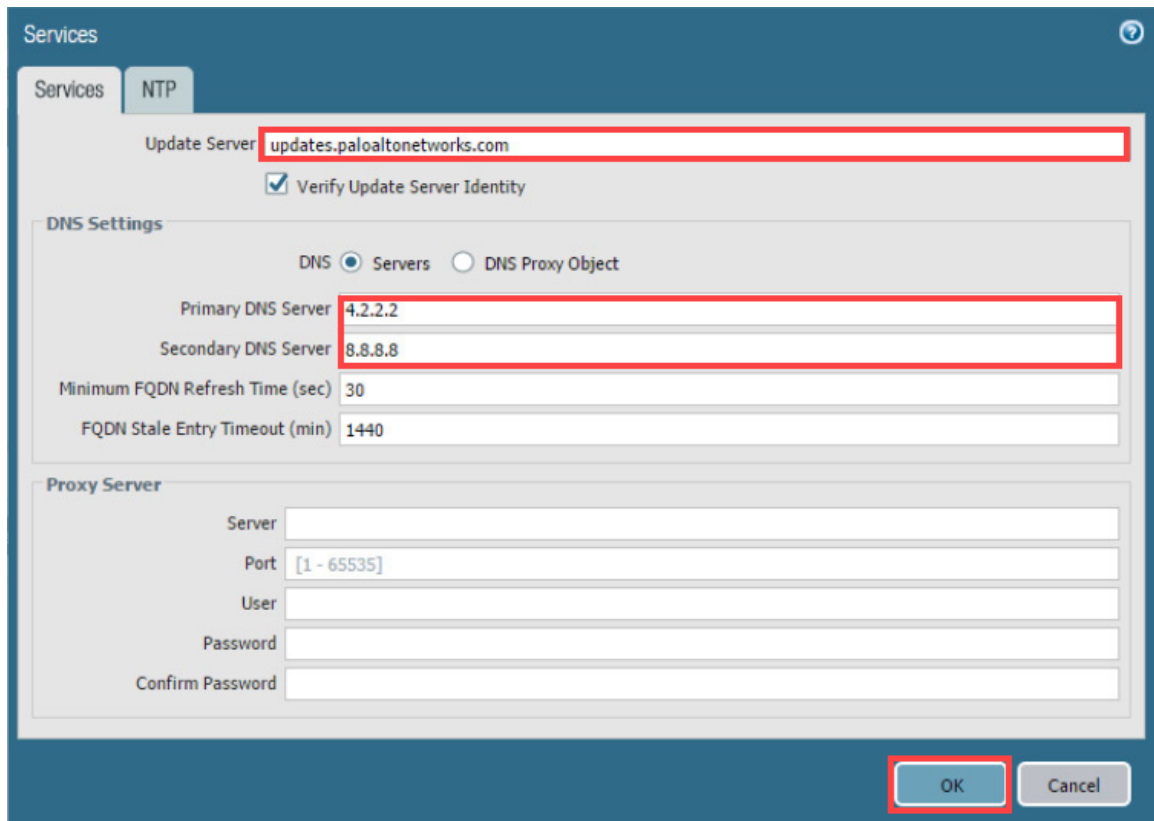 Services
Services NTP
Update Server updates.paloaltonetworks.com
Verify Update Server Identity
DNS Settings
DNS Servers DNS Proxy Object
Primary DNS Server 4.2.2.2
Secondary DNS Server 8.8.8.8
Minimum FQDN Refresh Time (sec) 30
FQDN Stale Entry Timeout (min) 1440
Proxy Server
Server
Port [1 - 65535]
User
Password
Confirm Password
OK Cancel